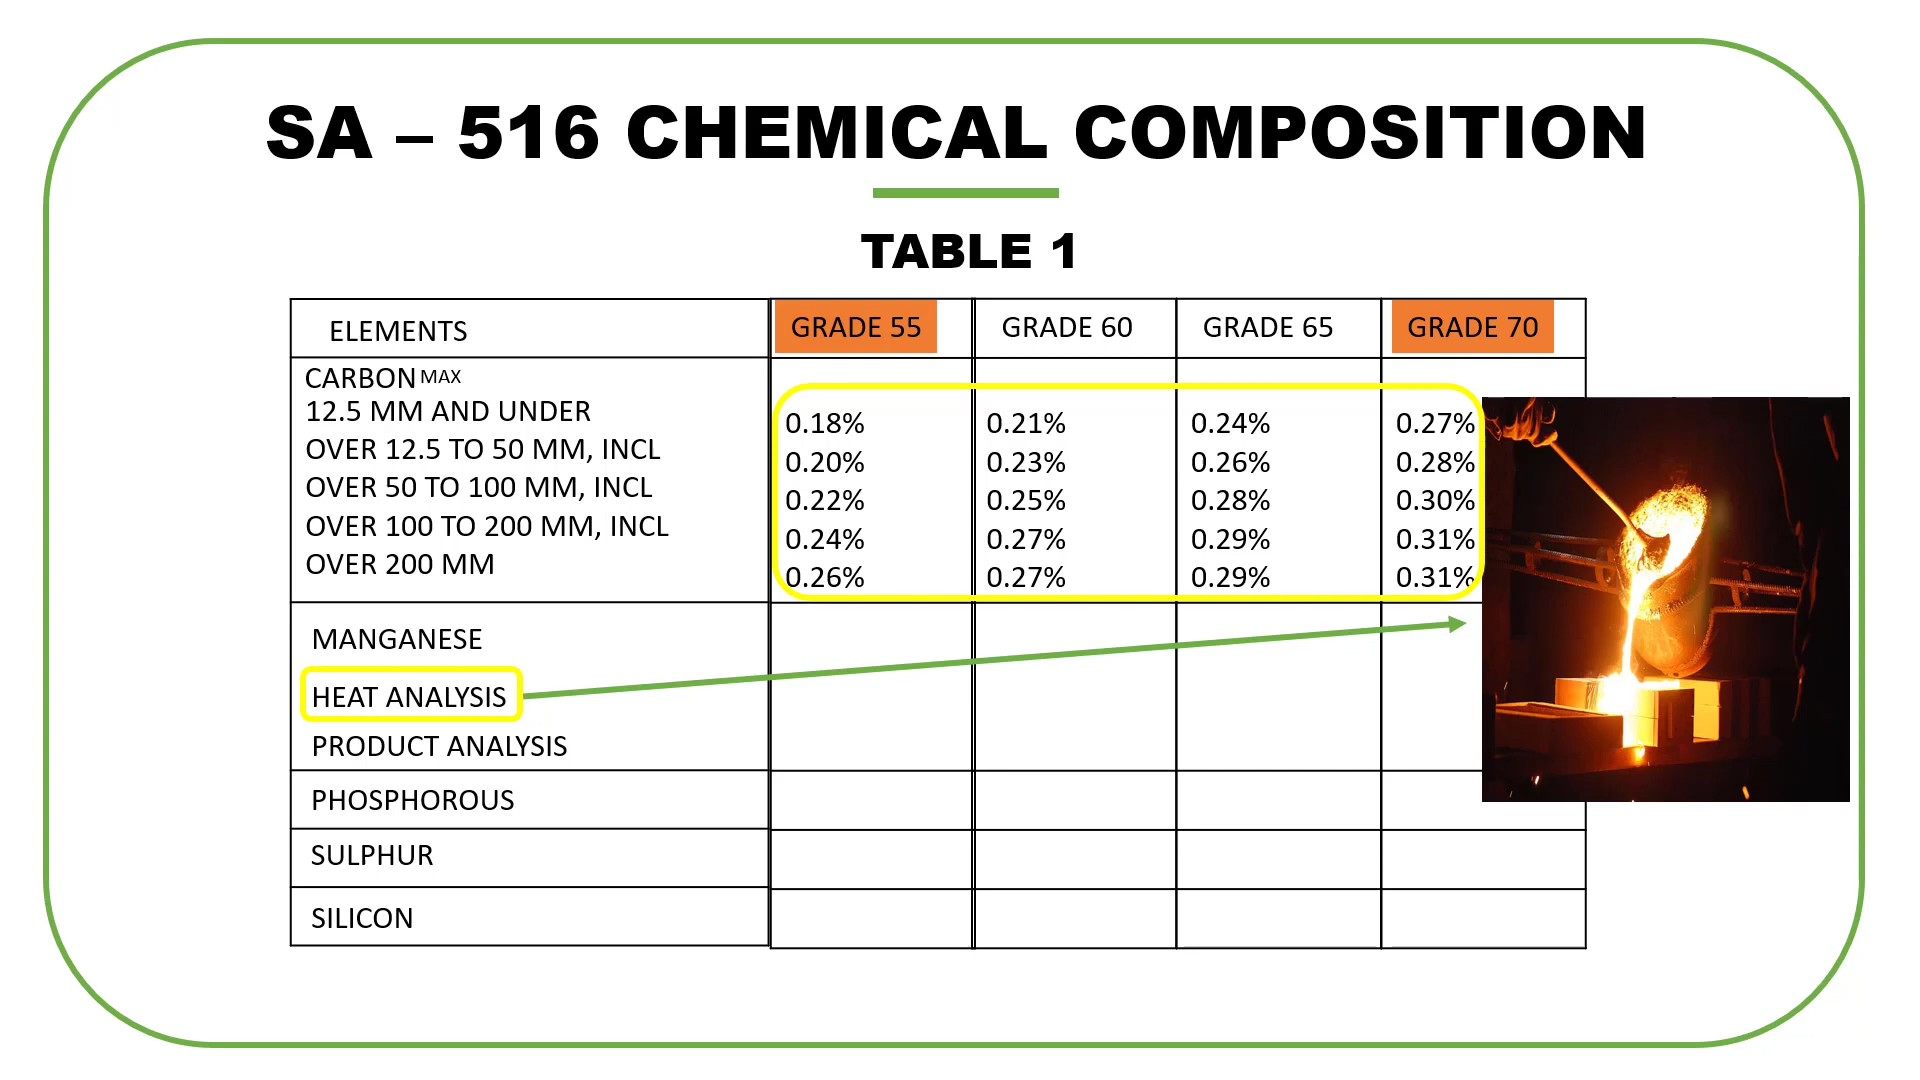 SA – 516 CHEMICAL COMPOSITION
TABLE 1
ELEMENTS GRADE 55 GRADE 60 GRADE 65 GRADE 70
CARBON MAX
12.5 MM AND UNDER 0.18% 0.21% 0.24% 0.27%
OVER 12.5 TO 50 MM, INCL 0.20% 0.23% 0.26% 0.28%
OVER 50 TO 100 MM, INCL 0.22% 0.25% 0.28% 0.30%
OVER 100 TO 200 MM, INCL 0.24% 0.27% 0.29% 0.31%
OVER 200 MM 0.26% 0.27% 0.29% 0.31%
MANGANESE
HEAT ANALYSIS
PRODUCT ANALYSIS
PHOSPHOROUS
SULPHUR
SILICON